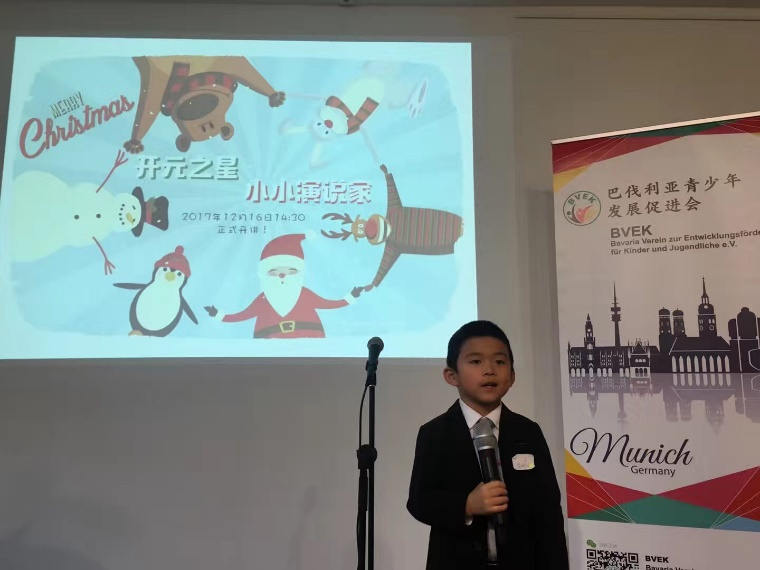 MERRY
Christmas
开元之星
小小演说家
2017年12月16日14:30
正式开讲！
BVEK
巴伐利亚青少年
发展促进会
BVEK
Bavaria Verein zur Entwicklungsförde
für Kinder und Jugendliche e.V.
Munich
Germany
BVEK
Bavaria Verein